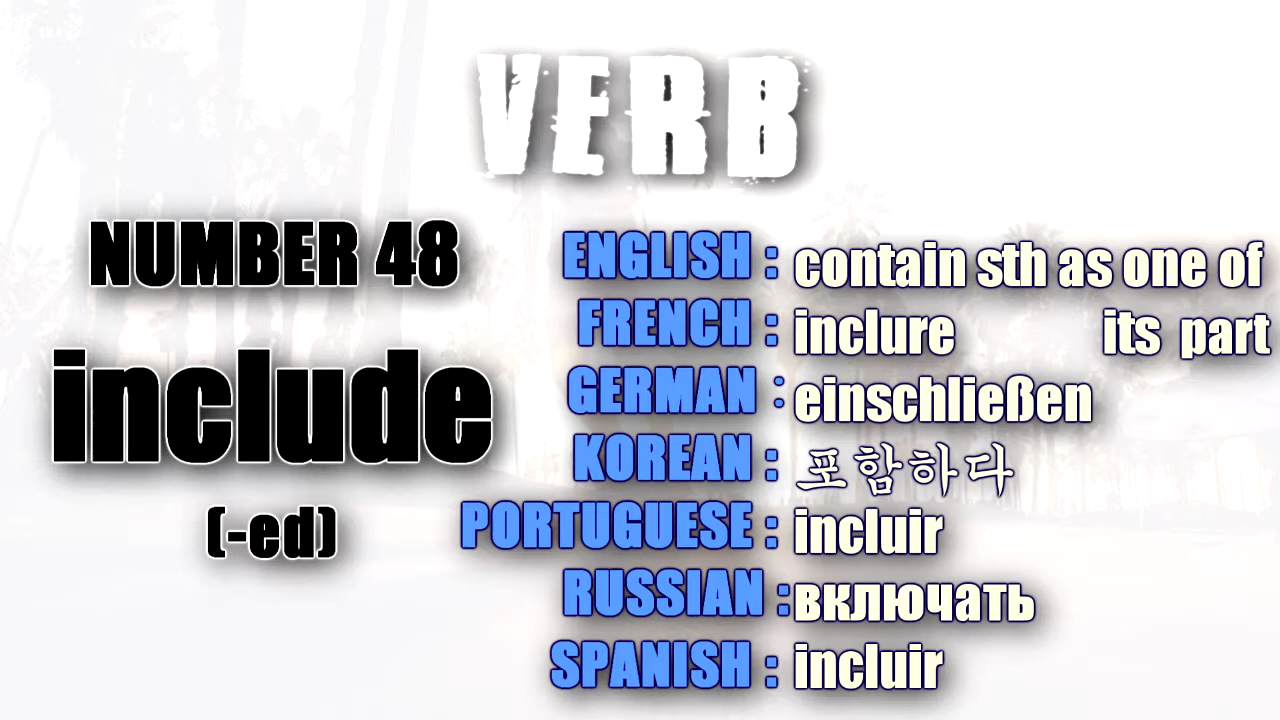 VERB
NUMBER 48
include
(-ed)
ENGLISH : contain sth as one of
its part
FRENCH : inclure
GERMAN : einschließen
KOREAN : 포함하다
PORTUGUESE : incluir
RUSSIAN : включать
SPANISH : incluir